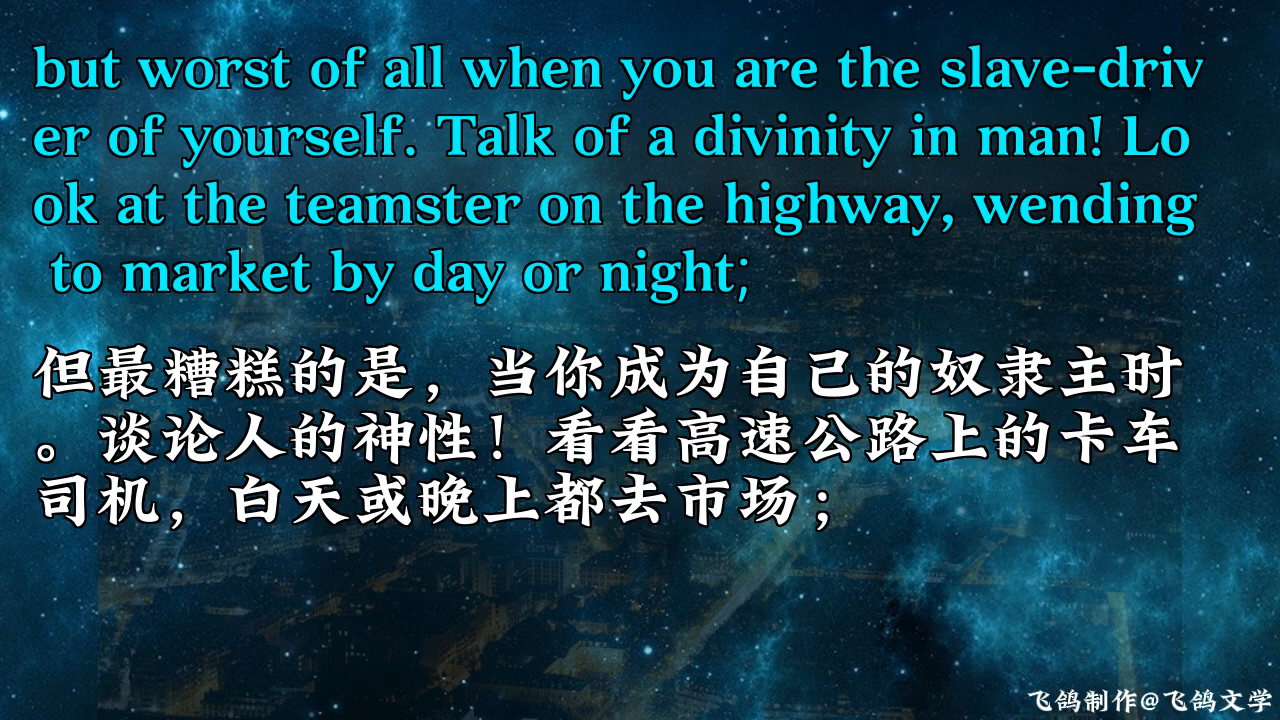 but worst of all when you are the slave-driv
er of yourself. Talk of a divinity in man! Lo
ok at the teamster on the highway, wending
to market by day or night;
但最糟糕的是，当你成为自己的奴隶主时
。谈论人的神性！看看高速公路上的卡车
司机，白天或晚上都去市场；
飞鸽制作@飞鸽文学